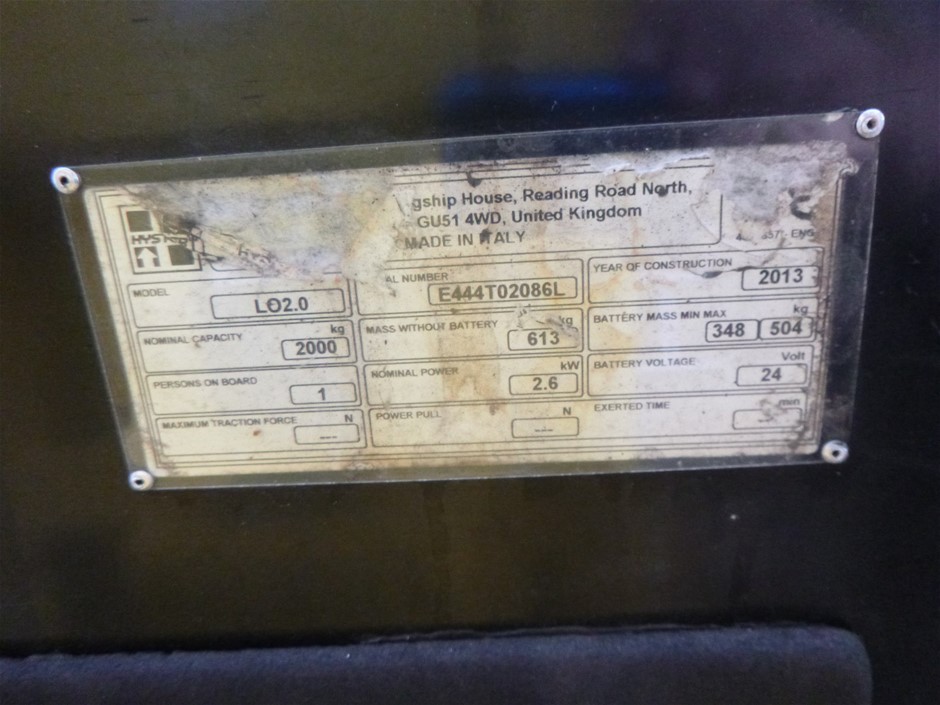 gship House, Reading Road North,
GU51 4WD, United Kingdom
MADE IN ITALY
ENG
MODEL LO2.0
AL NUMBER E444T02086L
YEAR OF CONSTRUCTION 2013
NOMINAL CAPACITY kg 2000
MASS WITHOUT BATTERY kg 613
BATTERY MASS MIN MAX kg 348 504
PERSONS ON BOARD 1
NOMINAL POWER kW 2.6
BATTERY VOLTAGE Volt 24
MAXIMUM TRACTION FORCE N ---
POWER PULL N ---
EXERTED TIME min ---